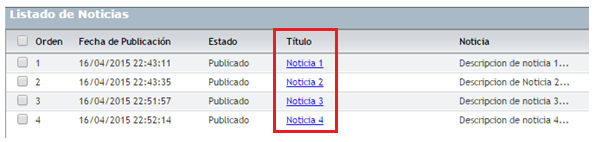 Listado de Noticias
Orden Fecha de Publicación Estado Título Noticia
1 16/04/2015 22:43:11 Publicado Noticia 1 Descripcion de noticia 1...
2 16/04/2015 22:43:35 Publicado Noticia 2 Descripcion de Noticia 2...
3 16/04/2015 22:51:57 Publicado Noticia 3 Descripcion de noticia 3...
4 16/04/2015 22:52:14 Publicado Noticia 4 Descripcion de noticia 4...